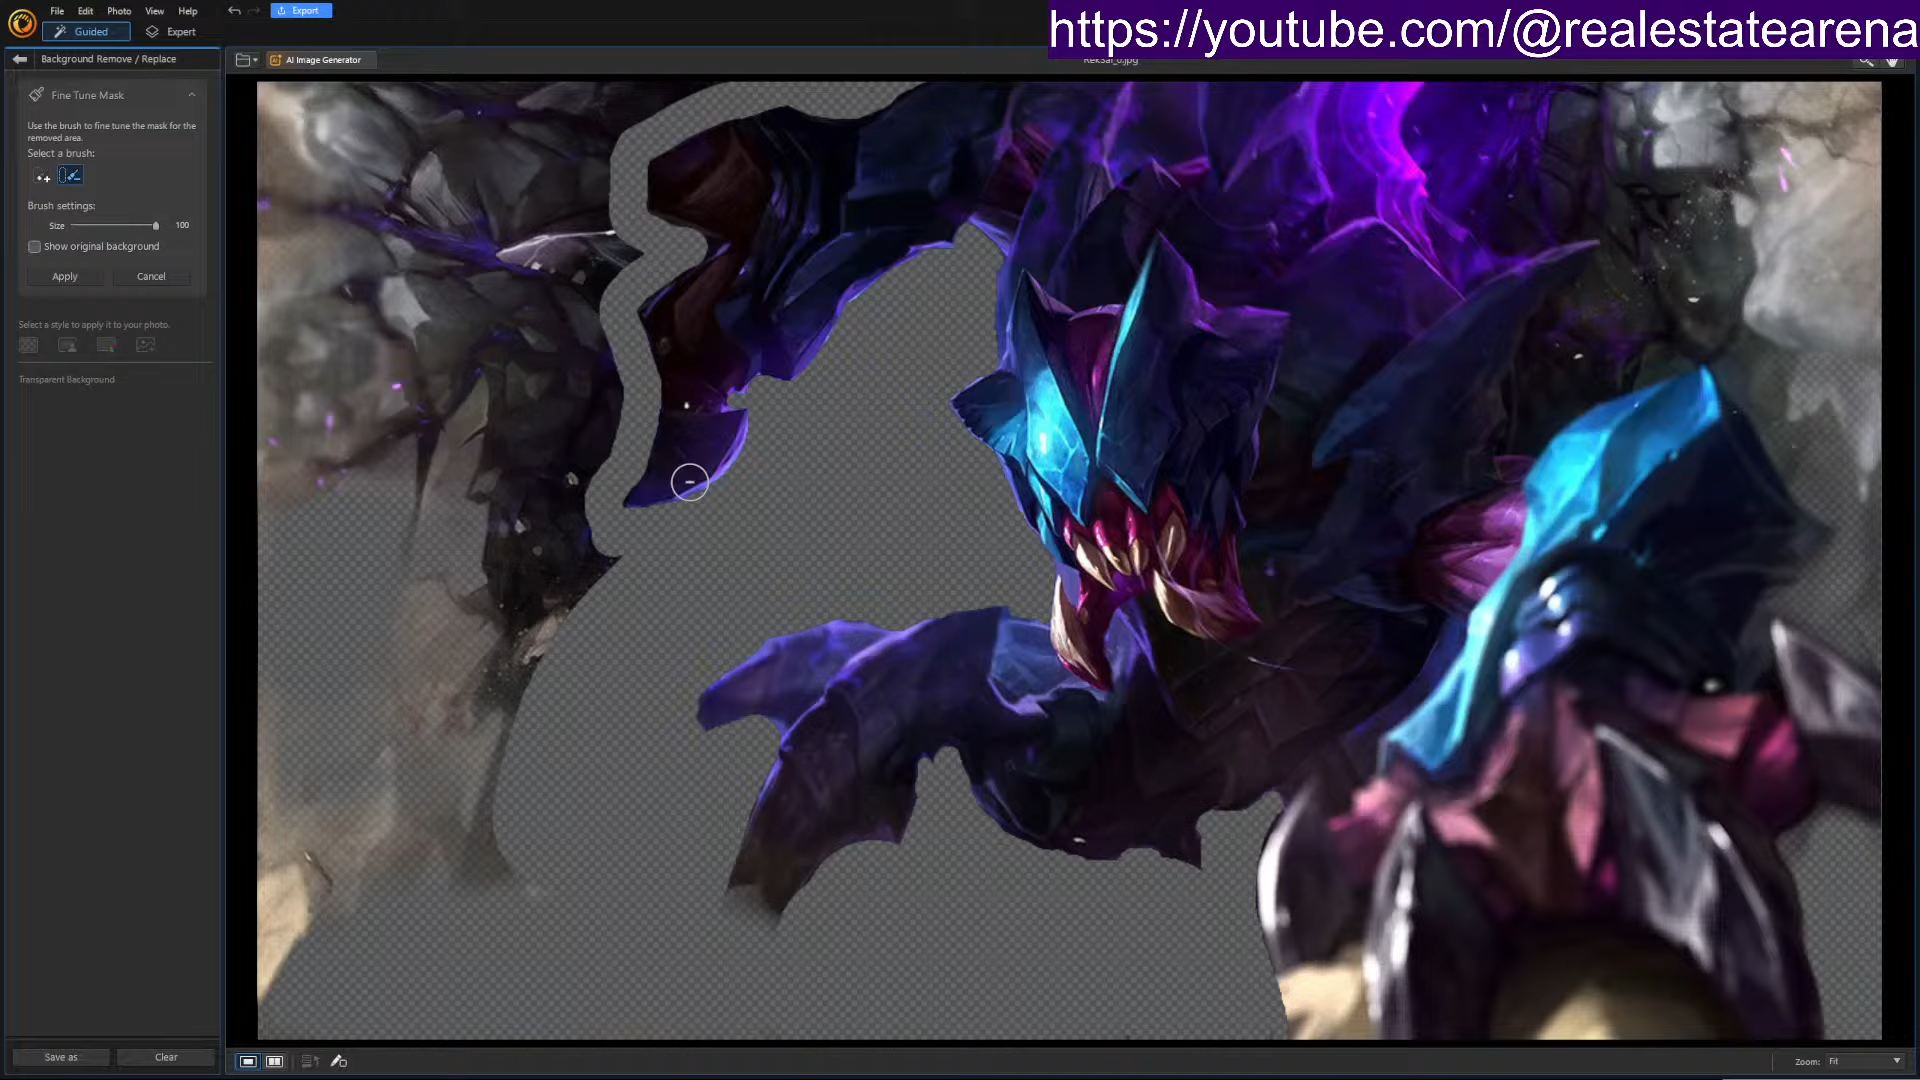 File Edit Photo View Help
Export
https://youtube.com/@realestatearena
Guided
Expert
Background Remove / Replace
AI Image Generator
RekSai_0.jpg
Fine Tune Mask
Use the brush to fine tune the mask for the
removed area.
Select a brush:
Brush settings:
Size 100
Show original background
Apply Cancel
Select a style to apply it to your photo.
Transparent Background
Save as Clear
Zoom: Fit